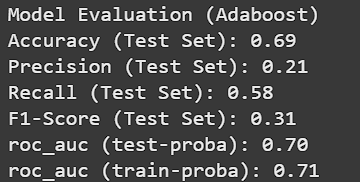 Model Evaluation (Adaboost)
Accuracy (Test Set): 0.69
Precision (Test Set): 0.21
Recall (Test Set): 0.58
F1-Score (Test Set): 0.31
roc_auc (test-proba): 0.70
roc_auc (train-proba): 0.71